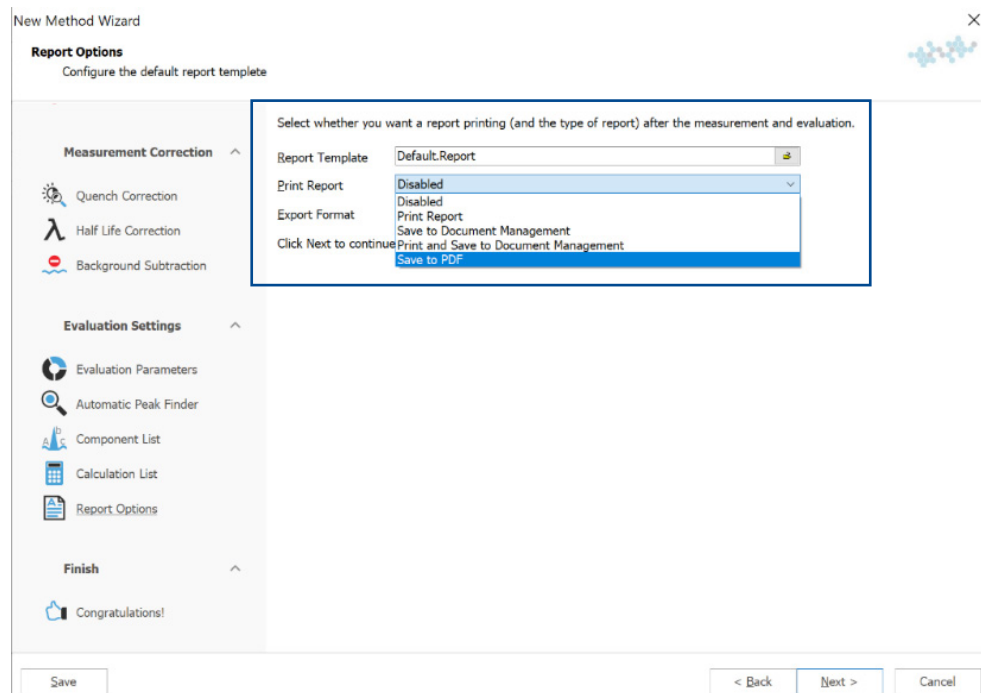 New Method Wizard
Report Options
Configure the default report templete
Measurement Correction
Quench Correction
Half Life Correction
Background Subtraction
Evaluation Settings
Evaluation Parameters
Automatic Peak Finder
A b C
Component List
Calculation List
Report Options
Finish
Congratulations!
Select whether you want a report printing (and the type of report) after the measurement and evaluation.
Report Template Default.Report
Print Report Disabled
Disabled
Export Format Print Report
Save to Document Management
Click Next to continue Print and Save to Document Management
Save to PDF
Save < Back Next > Cancel